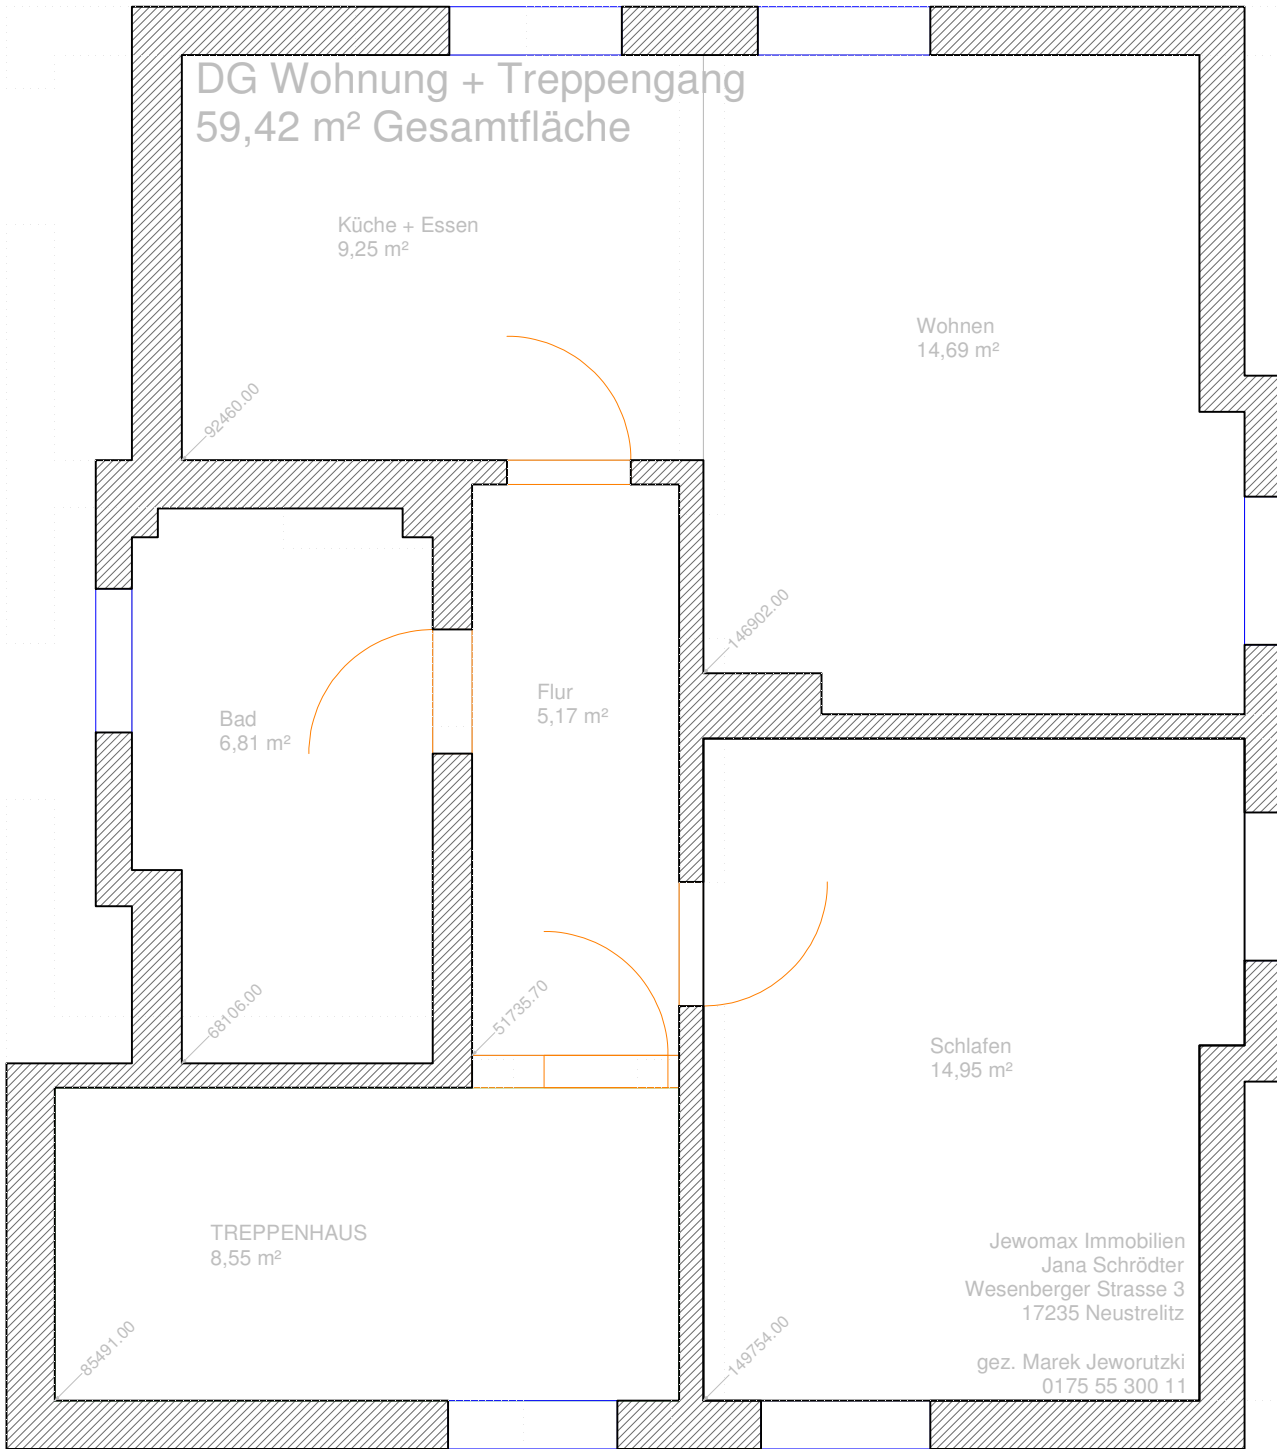 DG Wohnung + Treppengang
59,42 m² Gesamtfläche
Küche + Essen
9,25 m²
Wohnen
14,69 m²
92460.00
146902.00
Flur
5,17 m²
Bad
6,81 m²
68106.00
51735.70
Schlafen
14,95 m²
TREPPENHAUS
8,55 m²
85491.00
149754.00
Jewomax Immobilien
Jana Schrödter
Wesenberger Strasse 3
17235 Neustrelitz
gez. Marek Jeworutzki
0175 55 300 11